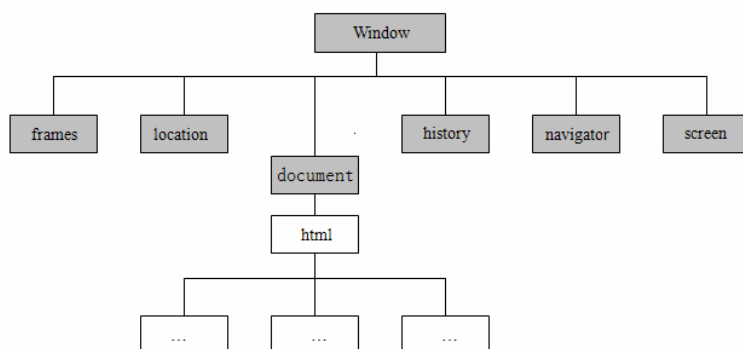 Window
frames
location
history
navigator
screen
document
html
...
...
...